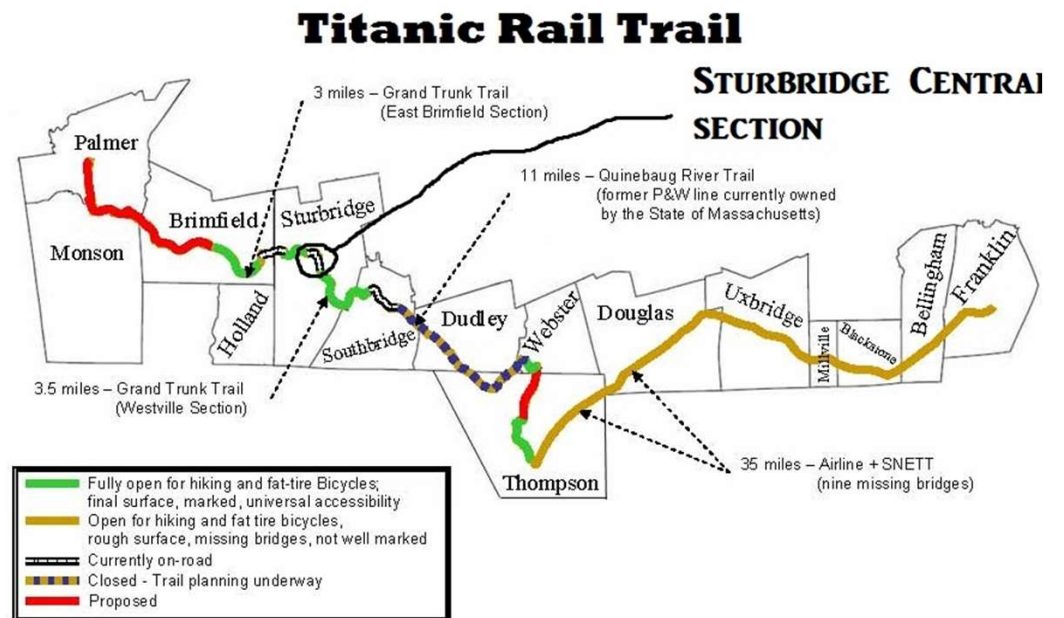 Titanic Rail Trail
STURBRIDGE CENTRAL
SECTION
3 miles – Grand Trunk Trail
(East Brimfield Section)
11 miles – Quinebaug River Trail
(former P&W line currently owned
by the State of Massachusetts)
Palmer
Monson
Brimfield
Holland
Sturbridge
Southbridge
Dudley
Webster
Thompson
Douglas
Uxbridge
Millville
Blackstone
Bellingham
Franklin
3.5 miles – Grand Trunk Trail
(Westville Section)
35 miles – Airline + SNETT
(nine missing bridges)
Fully open for hiking and fat-tire Bicycles;
final surface, marked, universal accessibility
Open for hiking and fat tire bicycles,
rough surface, missing bridges, not well marked
Currently on-road
Closed - Trail planning underway
Proposed